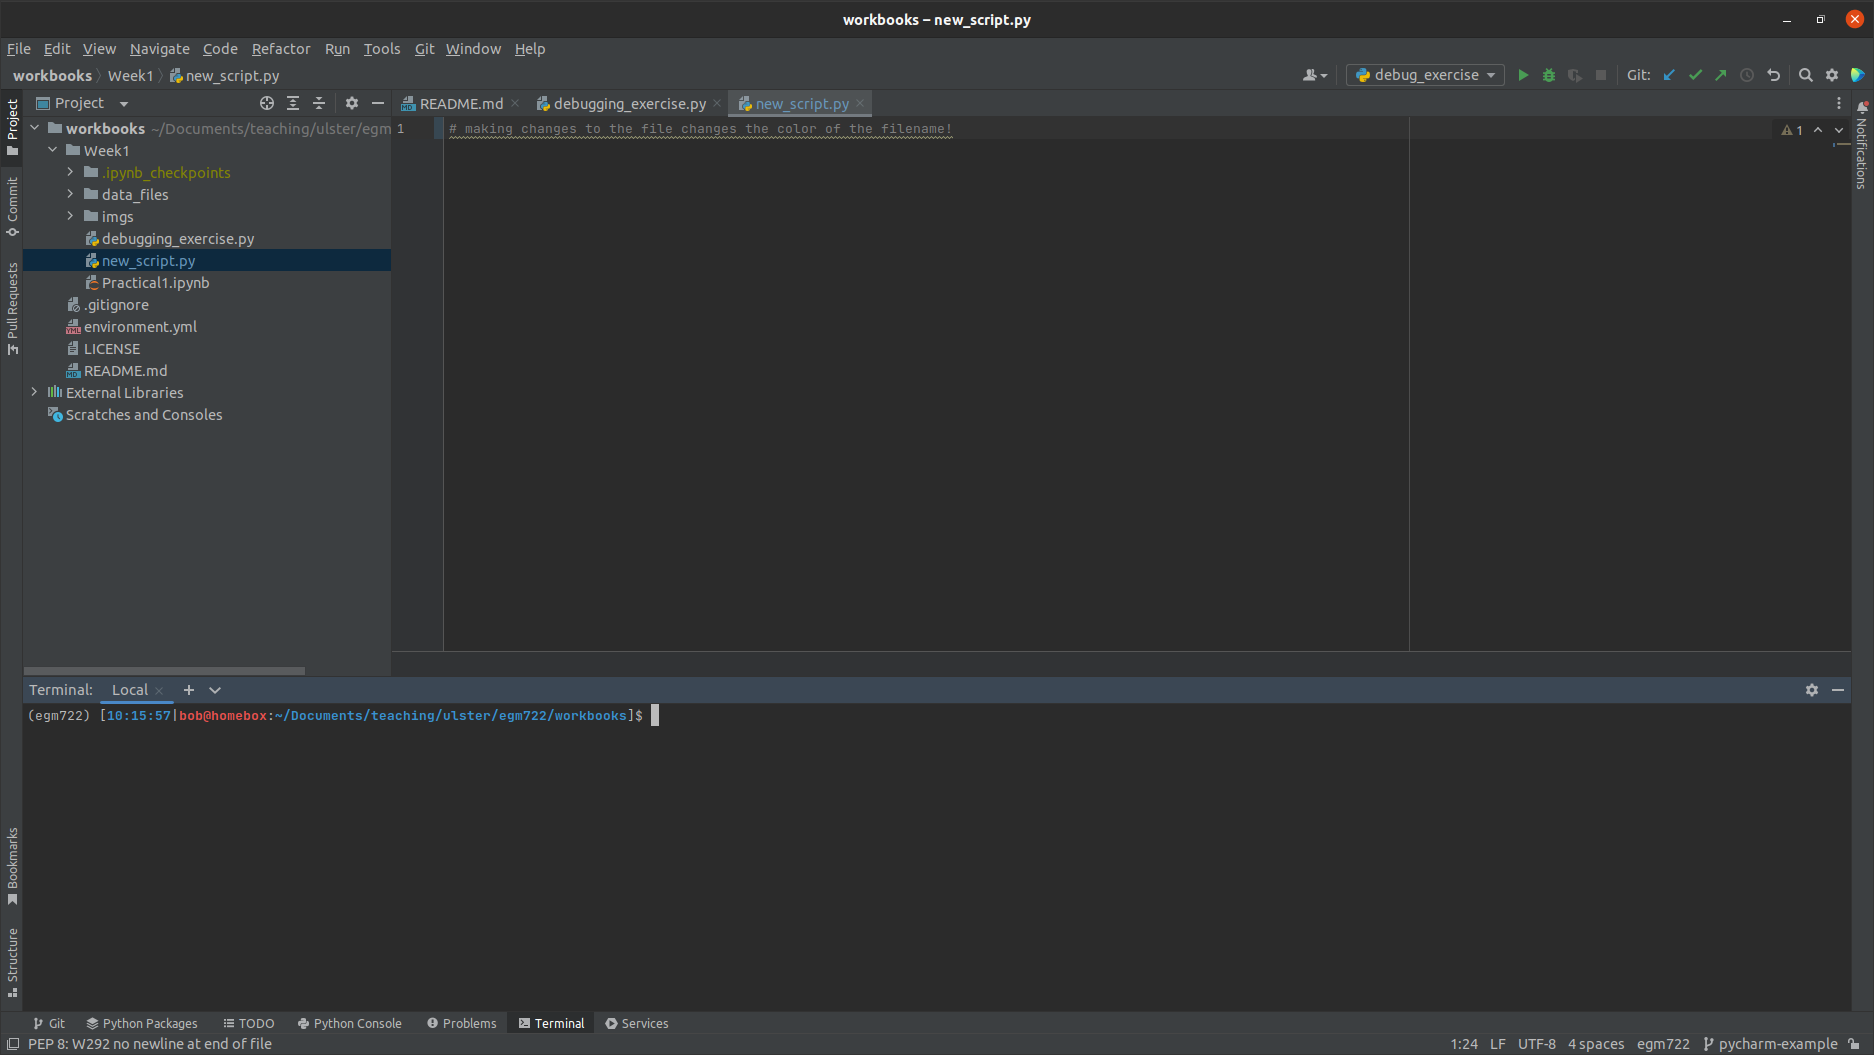 workbooks – new_script.py
File Edit View Navigate Code Refactor Run Tools Git Window Help
workbooks Week1 new_script.py
debug_exercise
Git:
Project
README.md
debugging_exercise.py
new_script.py
workbooks ~/Documents/teaching/ulster/egm
1
# making changes to the file changes the color of the filename!
1
Week1
.ipynb_checkpoints
data_files
imgs
debugging_exercise.py
new_script.py
Practical1.ipynb
.gitignore
YML
environment.yml
LICENSE
MD
README.md
External Libraries
Scratches and Consoles
Project
Commit
Pull Requests
Bookmarks
Structure
Notifications
Terminal: Local
(egm722) [10:15:57|bob@homebox:~/Documents/teaching/ulster/egm722/workbooks]$
Git Python Packages TODO Python Console Problems Terminal Services
PEP 8: W292 no newline at end of file
1:24 LF UTF-8 4 spaces egm722 pycharm-example